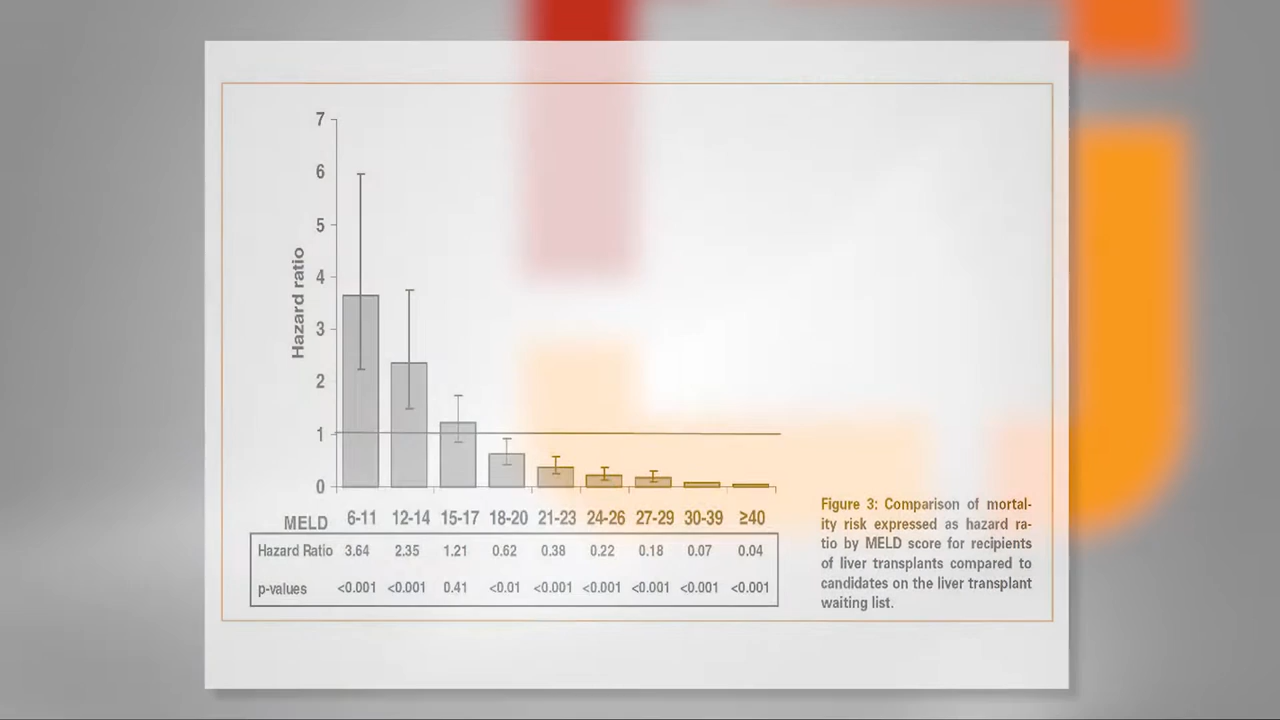 7
6
5
4
3
2
1
0
Hazard ratio
MELD 6-11 12-14 15-17 18-20 21-23 24-26 27-29 30-39 ≥40
Hazard Ratio 3.64 2.35 1.21 0.62 0.38 0.22 0.18 0.07 0.04
p-values <0.001 <0.001 0.41 <0.01 <0.001 <0.001 <0.001 <0.001 <0.001
Figure 3: Comparison of mortal-
ity risk expressed as hazard ra-
tio by MELD score for recipients
of liver transplants compared to
candidates on the liver transplant
waiting list.